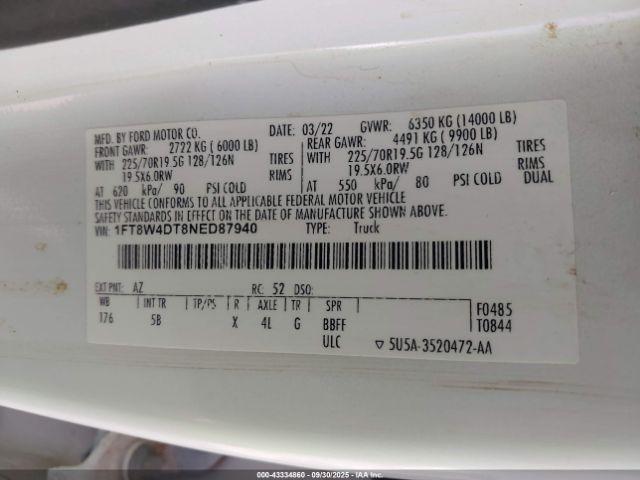 MFD. BY FORD MOTOR CO.
DATE: 03/22 GVWR: 6350 KG (14000 LB)
FRONT GAWR: 2722 KG ( 6000 LB)
REAR GAWR: 4491 KG ( 9900 LB)
WITH 225/70R19.5G 128/126N TIRES
WITH 225/70R19.5G 128/126N TIRES
19.5X6.0RW RIMS
19.5X6.0RW RIMS
AT 620 kPa/ 90 PSI COLD
AT 550 kPa/ 80 PSI COLD DUAL
THIS VEHICLE CONFORMS TO ALL APPLICABLE FEDERAL MOTOR VEHICLE
SAFETY STANDARDS IN EFFECT ON THE DATE OF MANUFACTURE SHOWN ABOVE.
VIN: 1FT8W4DT8NED87940 TYPE: Truck
EXT PNT: AZ RC: 52 DSO:
WB INT TR TP/PS R AXLE TR SPR
176 5B X 4L G BBFF
ULC
F0485
T0844
▽ 5U5A-3520472-AA
000-43334860 - 09/30/2025 - IAA, Inc.